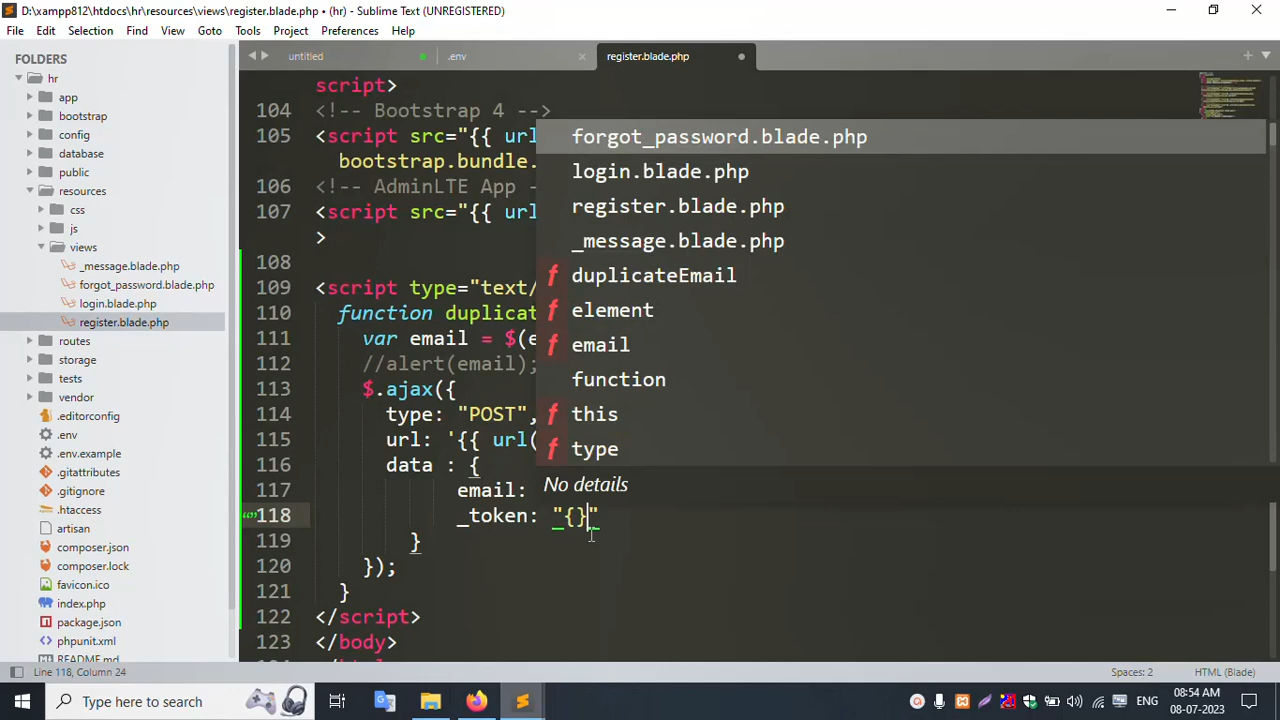 D:\xampp812\htdocs\hr\resources\views\register.blade.php • (hr) - Sublime Text (UNREGISTERED)
File Edit Selection Find View Goto Tools Project Preferences Help
FOLDERS
hr
app
bootstrap
config
database
public
resources
css
js
views
_message.blade.php
forgot_password.blade.php
login.blade.php
register.blade.php
routes
storage
tests
vendor
.editorconfig
.env
.env.example
.gitattributes
.gitignore
artisan
composer.json
composer.lock
favicon.ico
index.php
package.json
phpunit.xml
README.md
untitled .env register.blade.php
script>
104 <!-- Bootstrap 4 -->
105 <script src="{{ url
bootstrap.bundle.
106 <!-- AdminLTE App -
107 <script src="{{ url
>
108
109 <script type="text/
110 function duplicat
111 var email = $(e
112 //alert(email);
113 $.ajax({
114 type: "POST",
115 url: '{{ url(
116 data : {
117 email:
118 _token: "{}"
119 }
120 });
121 }
122 </script>
123 </body>
forgot_password.blade.php
login.blade.php
register.blade.php
_message.blade.php
f duplicateEmail
f element
f email
function
f this
f type
No details
Line 118, Column 24 Spaces: 2 HTML (Blade)
Type here to search
ENG
08:54 AM
08-07-2023